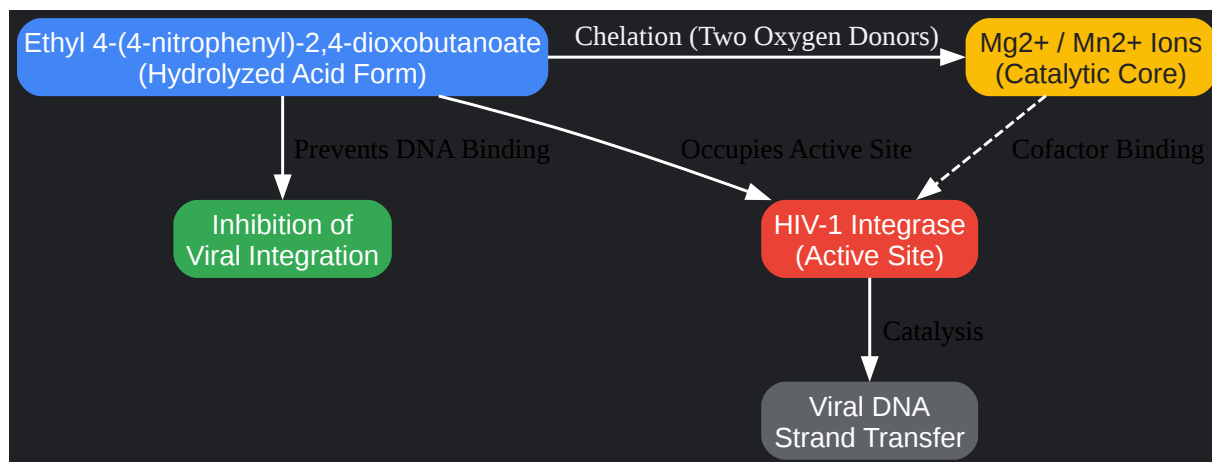 Ethyl 4-(4-nitrophenyl)-2,4-dioxobutanoate
(Hydrolyzed Acid Form)
Chelation (Two Oxygen Donors)
Mg2+ / Mn2+ Ions
(Catalytic Core)
Prevents DNA Binding
Occupies Active Site
Cofactor Binding
Inhibition of
Viral Integration
HIV-1 Integrase
(Active Site)
Catalysis
Viral DNA
Strand Transfer